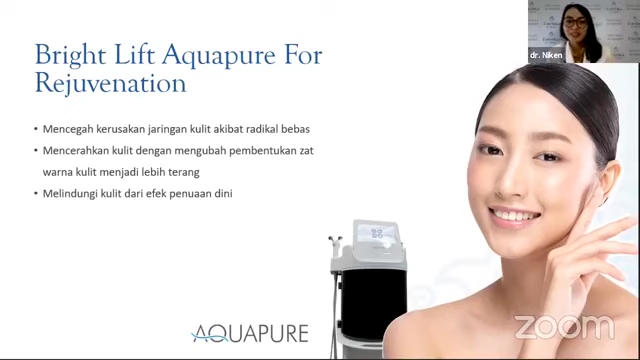 Bright Lift Aquapure For
Rejuvenation
• Mencegah kerusakan jaringan kulit akibat radikal bebas
• Mencerahkan kulit dengan mengubah pembentukan zat
warna kulit menjadi lebih terang
• Melindungi kulit dari efek penuaan dini
AQUAPURE
dr. Niken
zoom